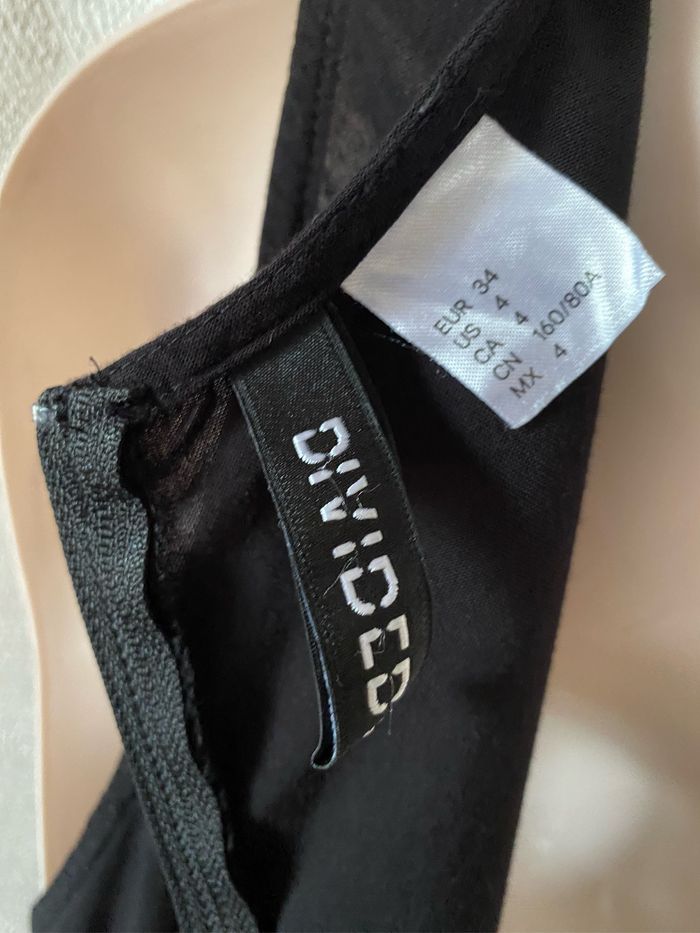 EUR 34
US 4
CA 4
CN 160/80A
MX 4
DIVIDED